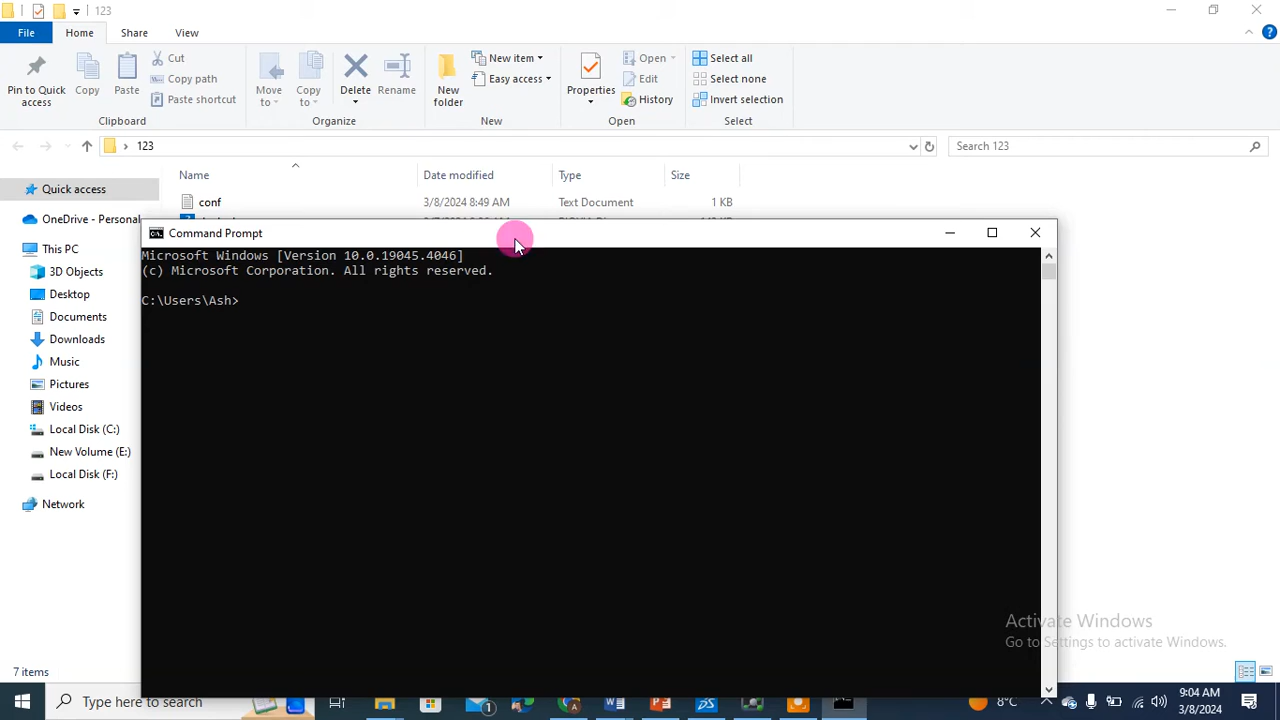 123
File Home Share View
Pin to Quick access
Copy
Paste
Cut
Copy path
Paste shortcut
Clipboard
Move to
Copy to
Delete
Rename
Organize
New folder
New item
Easy access
New
Properties
Open
Edit
History
Open
Select all
Select none
Invert selection
Select
123
Search 123
Name Date modified Type Size
conf 3/8/2024 8:49 AM Text Document 1 KB
Quick access
OneDrive - Personal
This PC
3D Objects
Desktop
Documents
Downloads
Music
Pictures
Videos
Local Disk (C:)
New Volume (E:)
Local Disk (F:)
Network
Command Prompt
Microsoft Windows [Version 10.0.19045.4046]
(c) Microsoft Corporation. All rights reserved.
C:\Users\Ash>
Activate Windows
Go to Settings to activate Windows.
7 items
Type here to search
1
8°C
9:04 AM
3/8/2024